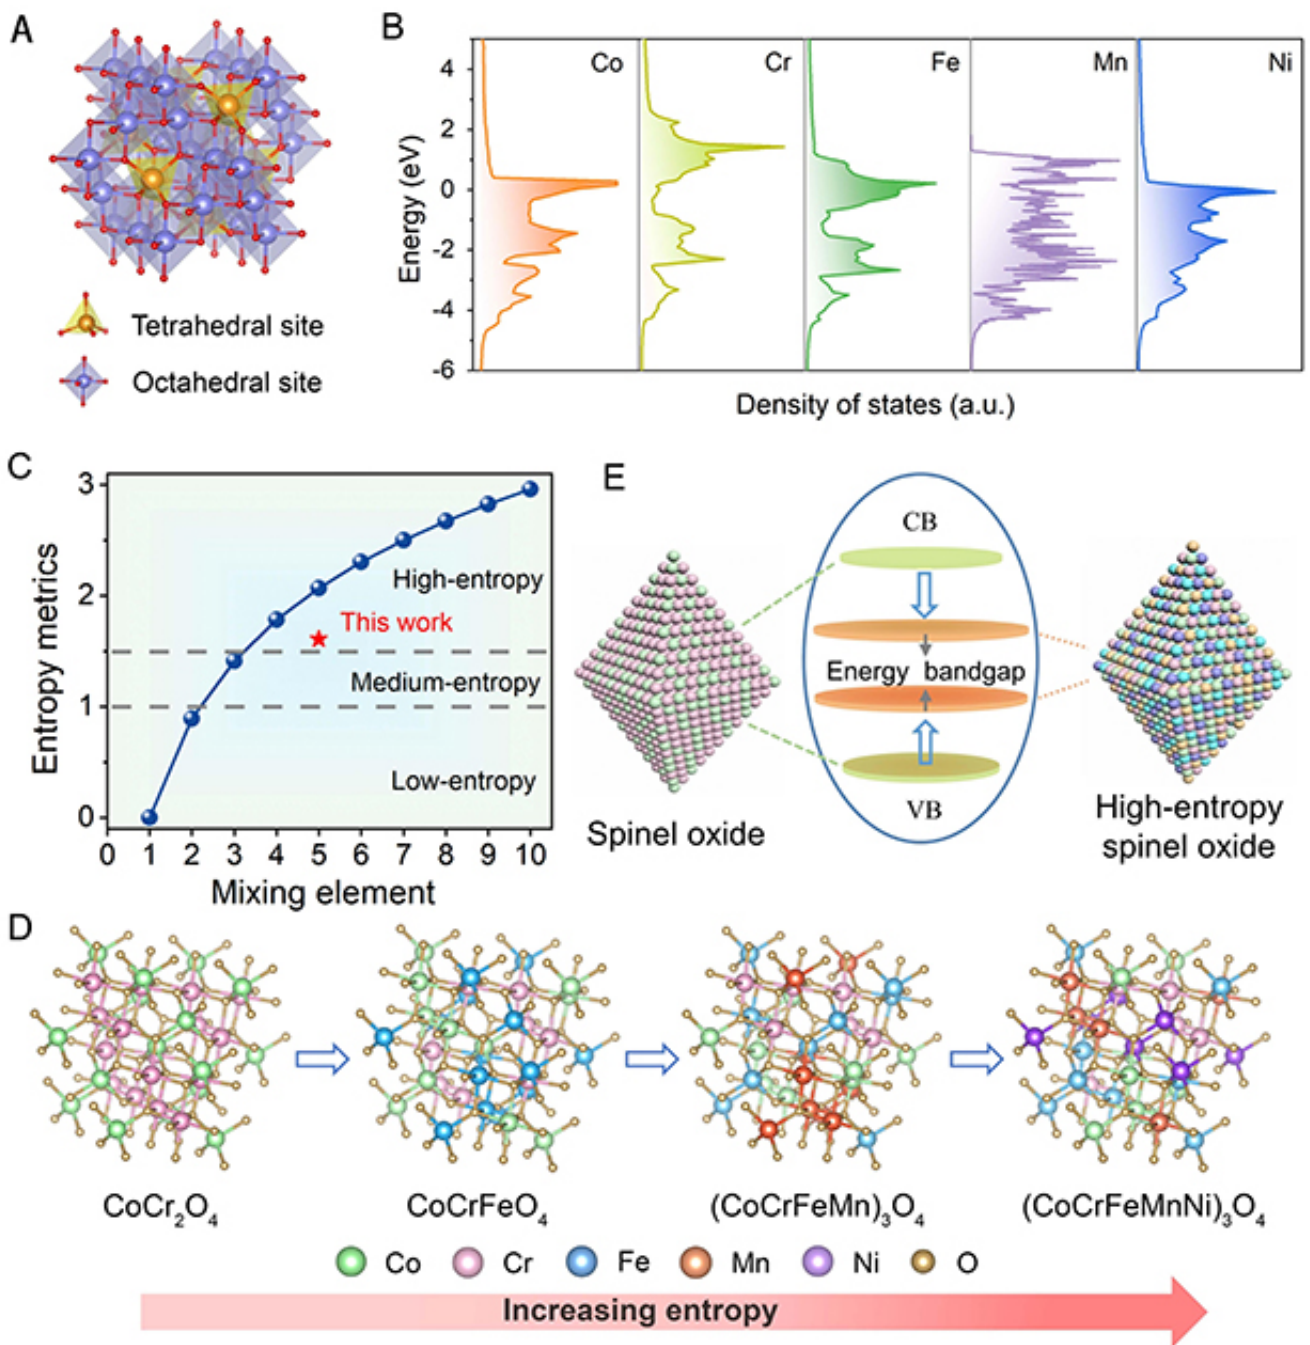 A
Tetrahedral site
Octahedral site
B
Co
Cr
Fe
Mn
Ni
4
2
0
-2
-4
-6
Energy (eV)
Density of states (a.u.)
C
3
2
1
0
Entropy metrics
High-entropy
This work
Medium-entropy
Low-entropy
0 1 2 3 4 5 6 7 8 9 10
Mixing element
E
CB
Energy bandgap
VB
Spinel oxide
High-entropy
spinel oxide
D
CoCr₂O₄
CoCrFeO₄
(CoCrFeMn)₃O₄
(CoCrFeMnNi)₃O₄
Co Cr Fe Mn Ni O
Increasing entropy